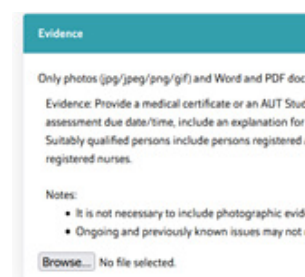 Evidence
Only photos (jpg/jpeg/png/gif) and Word and PDF doc
Evidence: Provide a medical certificate or an AUT Stud
assessment due date/time, include an explanation for
Suitably qualified persons include persons registered
registered nurses.
Notes:
• It is not necessary to include photographic evid
• Ongoing and previously known issues may not
Browse... No file selected.